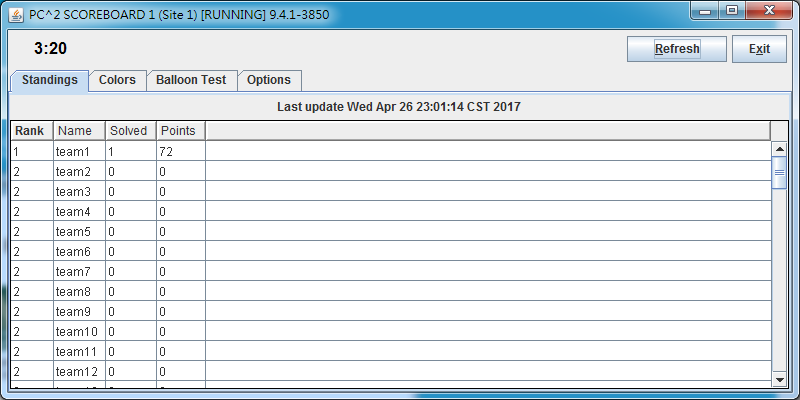 PC^2 SCOREBOARD 1 (Site 1) [RUNNING] 9.4.1-3850
3:20 Refresh Exit
Standings Colors Balloon Test Options
Last update Wed Apr 26 23:01:14 CST 2017
Rank Name Solved Points
1 team1 1 72
2 team2 0 0
2 team3 0 0
2 team4 0 0
2 team5 0 0
2 team6 0 0
2 team7 0 0
2 team8 0 0
2 team9 0 0
2 team10 0 0
2 team11 0 0
2 team12 0 0